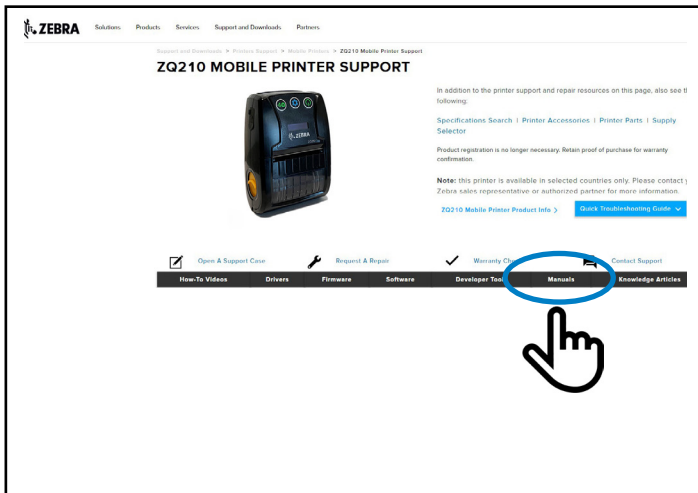 ZEBRA
Solutions Products Services Support and Downloads Partners
Support and Downloads > Printers Support > Mobile Printers > ZQ210 Mobile Printer Support
ZQ210 MOBILE PRINTER SUPPORT
In addition to the printer support and repair resources on this page, also see
following:
Specifications Search | Printer Accessories | Printer Parts | Supply
Selector
Product registration is no longer necessary. Retain proof of purchase for warranty
confirmation.
Note: this printer is available in selected countries only. Please contact
Zebra sales representative or authorized partner for more information.
ZQ210 Mobile Printer Product Info >
Quick Troubleshooting Guide
ZEBRA
Open A Support Case
Request A Repair
Warranty
Contact Support
How-To Videos Drivers Firmware Software Developer Manuals Knowledge Articles